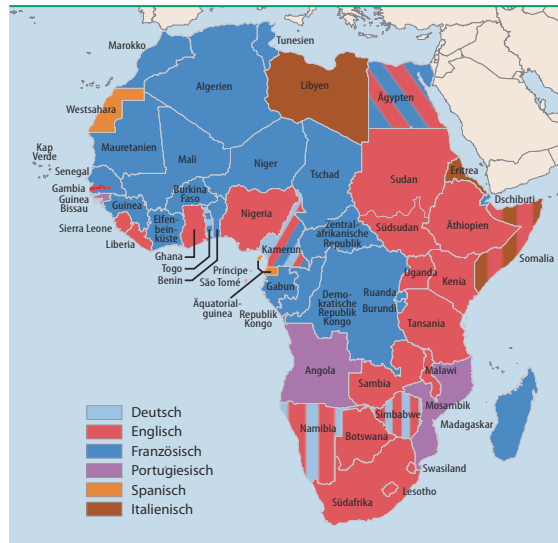 Tunesien
Marokko
Algerien
Libyen
Ägypten
Westsahara
Kap
Verde
Mauretanien
Mali
Niger
Tschad
Sudan
Eritrea
Senegal
Gambia
Guinea
Bissau
Guinea
Burkina
Faso
Nigeria
Dschibuti
Sierra Leone
Liberia
Elfen-
bein-
küste
Ghana
Togo
Benin
Kamerun
Zentral-
afrikanische
Republik
Südsudan
Äthiopien
Somalia
Príncipe
São Tomé
Äquatorial-
guinea
Gabun
Republik
Kongo
Demo-
kratische
Republik
Kongo
Ruanda
Burundi
Uganda
Kenia
Tansania
Angola
Sambia
Malawi
Mosambik
Madagaskar
Namibia
Simbabwe
Botswana
Swasiland
Lesotho
Südafrika
Deutsch
Englisch
Französisch
Portugiesisch
Spanisch
Italienisch